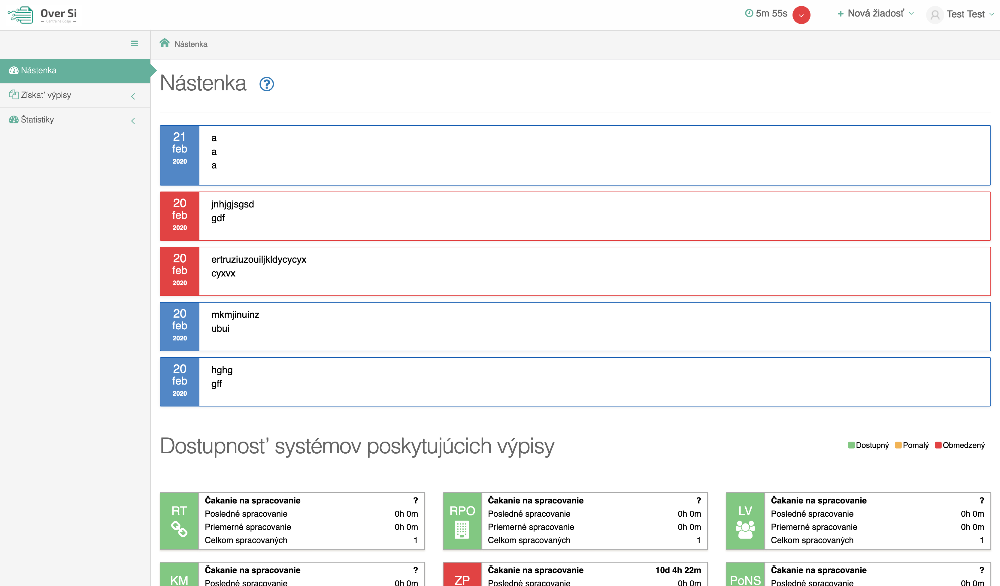 Over Si
Centrálne údaje
5m 55s
Nová žiadosť
Test Test
Nástenka
Nástenka
Získať výpisy
Štatistiky
Nástenka
?
21
feb
2020
a
a
a
20
feb
2020
jnhjgjsgsd
gdf
20
feb
2020
ertruziuzouiljkldycycyx
cyxvx
20
feb
2020
mkmjinuinz
ubui
20
feb
2020
hghg
gff
Dostupnosť systémov poskytujúcich výpisy
Dostupný Pomalý Obmedzený
RT
Čakanie na spracovanie ?
Posledné spracovanie 0h 0m
Priemerné spracovanie 0h 0m
Celkom spracovaných 1
RPO
Čakanie na spracovanie ?
Posledné spracovanie 0h 0m
Priemerné spracovanie 0h 0m
Celkom spracovaných 1
LV
Čakanie na spracovanie ?
Posledné spracovanie 0h 0m
Priemerné spracovanie 0h 0m
Celkom spracovaných 1
KM
Čakanie na spracovanie ?
Posledné spracovanie 0h 0m
ZP
Čakanie na spracovanie 10d 4h 22m
Posledné spracovanie 0h 0m
PoNS
Čakanie na spracovanie ?
Posledné spracovanie 0h 0m